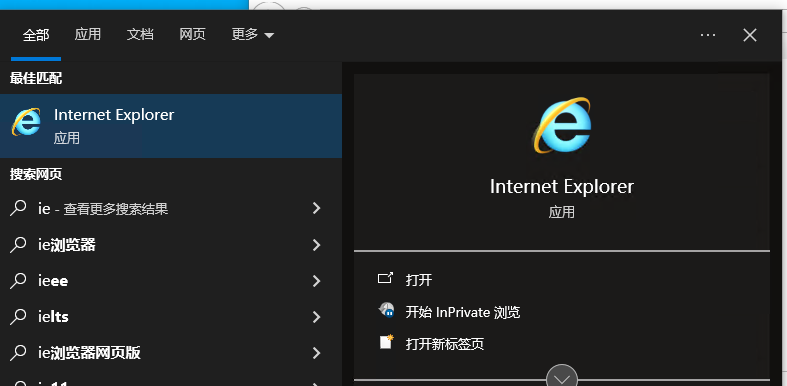 全部 应用 文档 网页 更多
最佳匹配
Internet Explorer
应用
搜索网页
ie - 查看更多搜索结果
ie浏览器
ieee
ielts
ie浏览器网页版
ie11
Internet Explorer
应用
打开
开始 InPrivate 浏览
打开新标签页